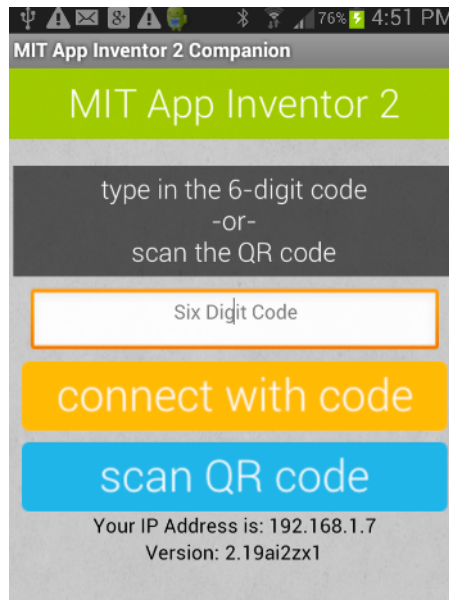 76% 4:51 PM
MIT App Inventor 2 Companion
MIT App Inventor 2
type in the 6-digit code
-or-
scan the QR code
Six Digit Code
connect with code
scan QR code
Your IP Address is: 192.168.1.7
Version: 2.19ai2zx1